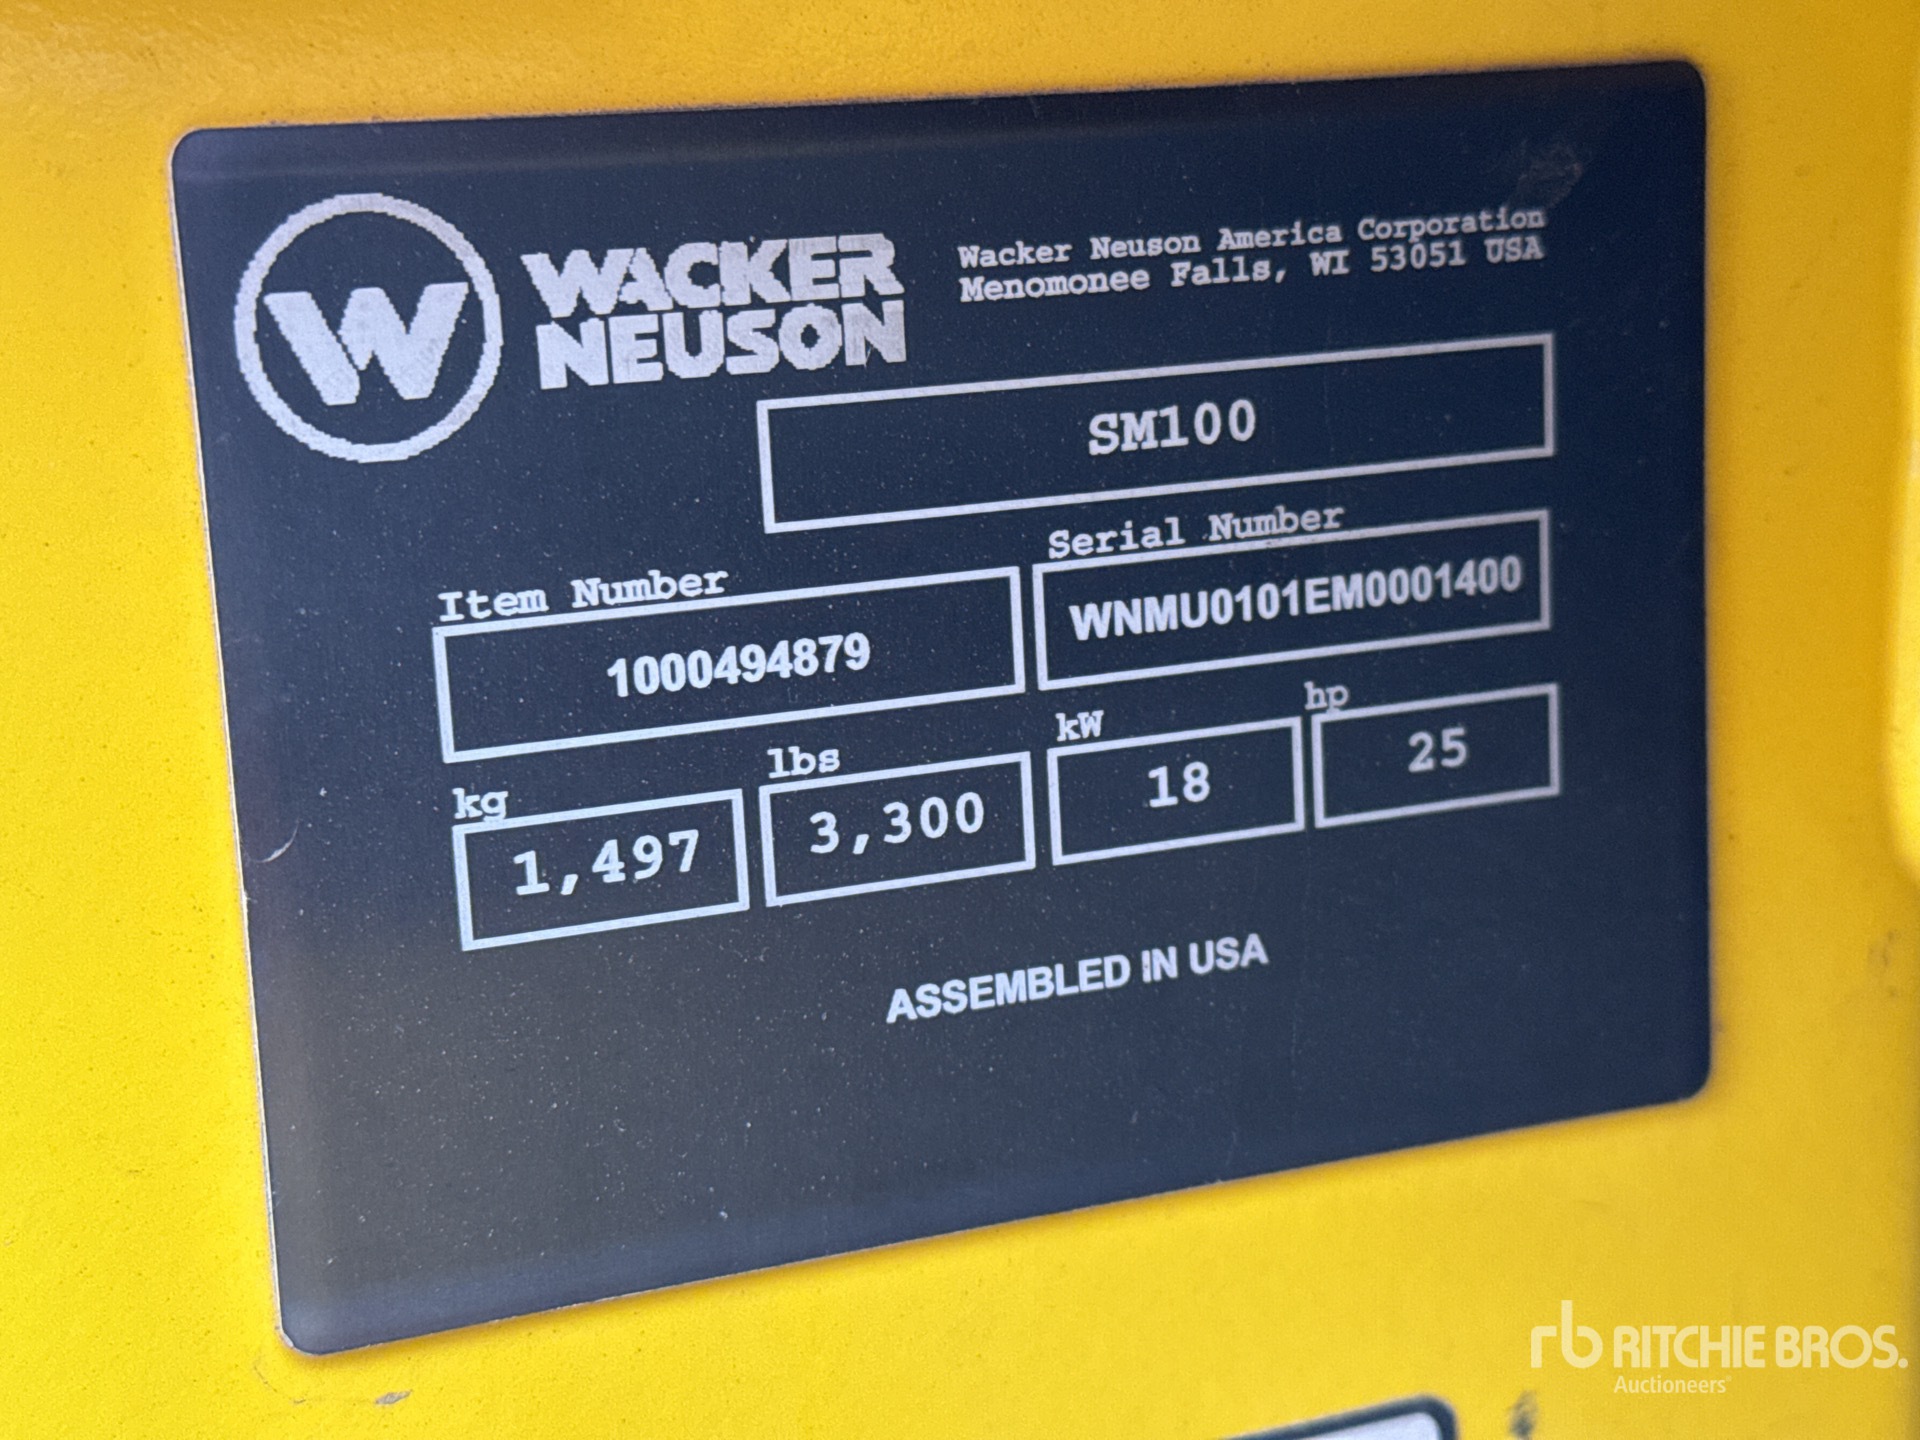 W
WACKER
NEUSON
Wacker Neuson America Corporation
Menomonee Falls, WI 53051 USA
SM100
Item Number
1000494879
Serial Number
WNMU0101EM0001400
kg
1,497
lbs
3,300
kW
18
hp
25
ASSEMBLED IN USA
rb RITCHIE BROS.
Auctioneers